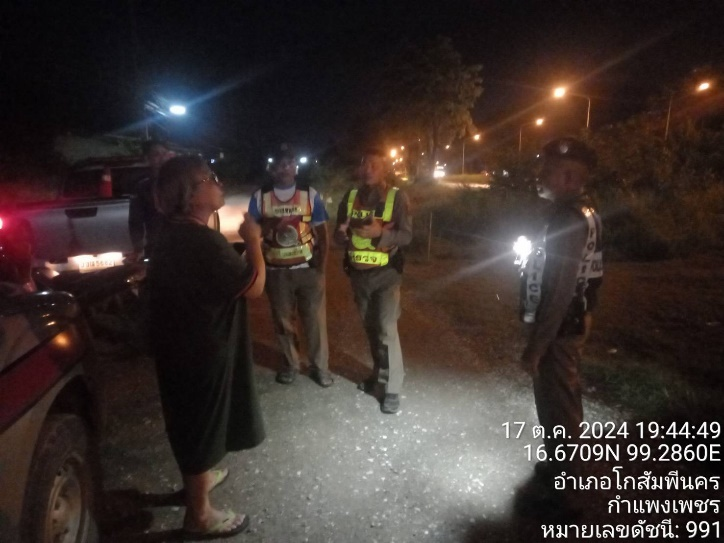 17 ต.ค. 2024 19:44:49
16.6709N 99.2860E
อำเภอโกสัมพีนคร
กำแพงเพชร
หมายเลขดัชนี: 991